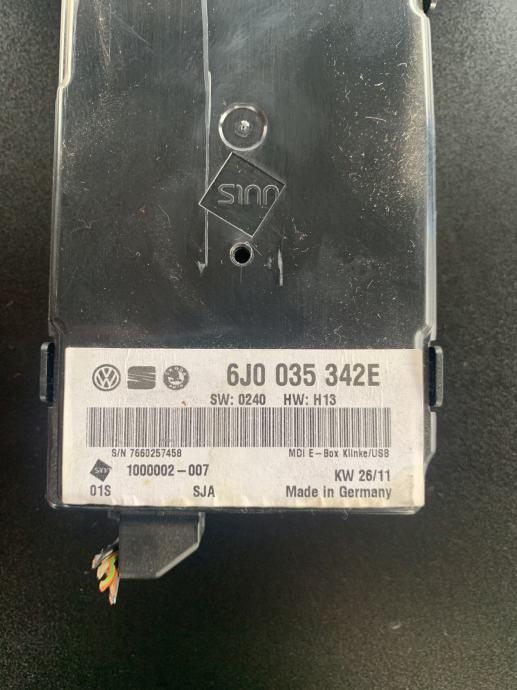 6J0 035 342E
SW: 0240 HW: H13
S/N 7660257458 MDI E-Box Klinke/USB
1000002-007 KW 26/11
01S SJA Made in Germany